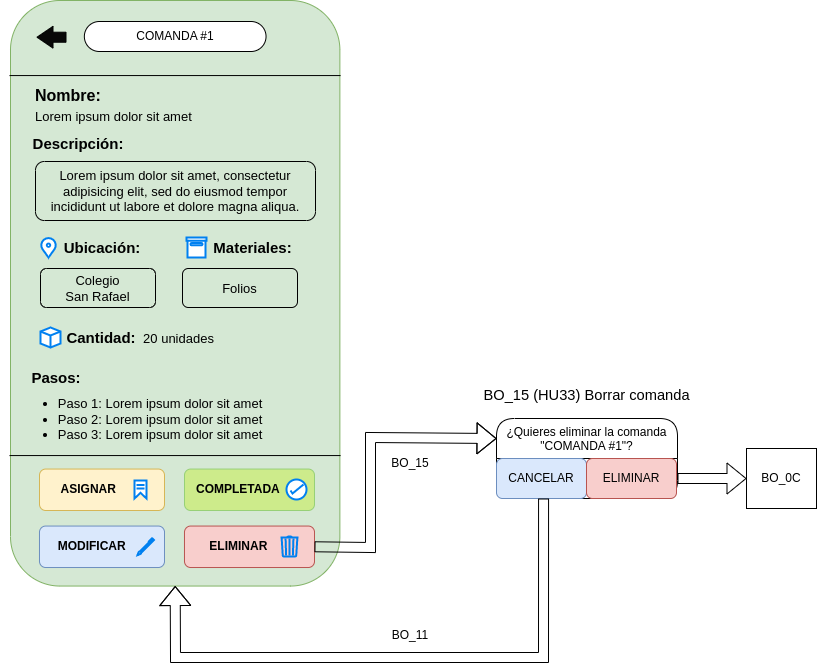 COMANDA #1
Nombre:
Lorem ipsum dolor sit amet
Descripción:
Lorem ipsum dolor sit amet, consectetur
adipisicing elit, sed do eiusmod tempor
incididunt ut labore et dolore magna aliqua.
Ubicación:
Materiales:
Colegio
San Rafael
Folios
Cantidad: 20 unidades
Pasos:
• Paso 1: Lorem ipsum dolor sit amet
• Paso 2: Lorem ipsum dolor sit amet
• Paso 3: Lorem ipsum dolor sit amet
ASIGNAR
COMPLETADA
MODIFICAR
ELIMINAR
BO_15
BO_15 (HU33) Borrar comanda
¿Quieres eliminar la comanda
"COMANDA #1"?
CANCELAR
ELIMINAR
BO_0C
BO_11